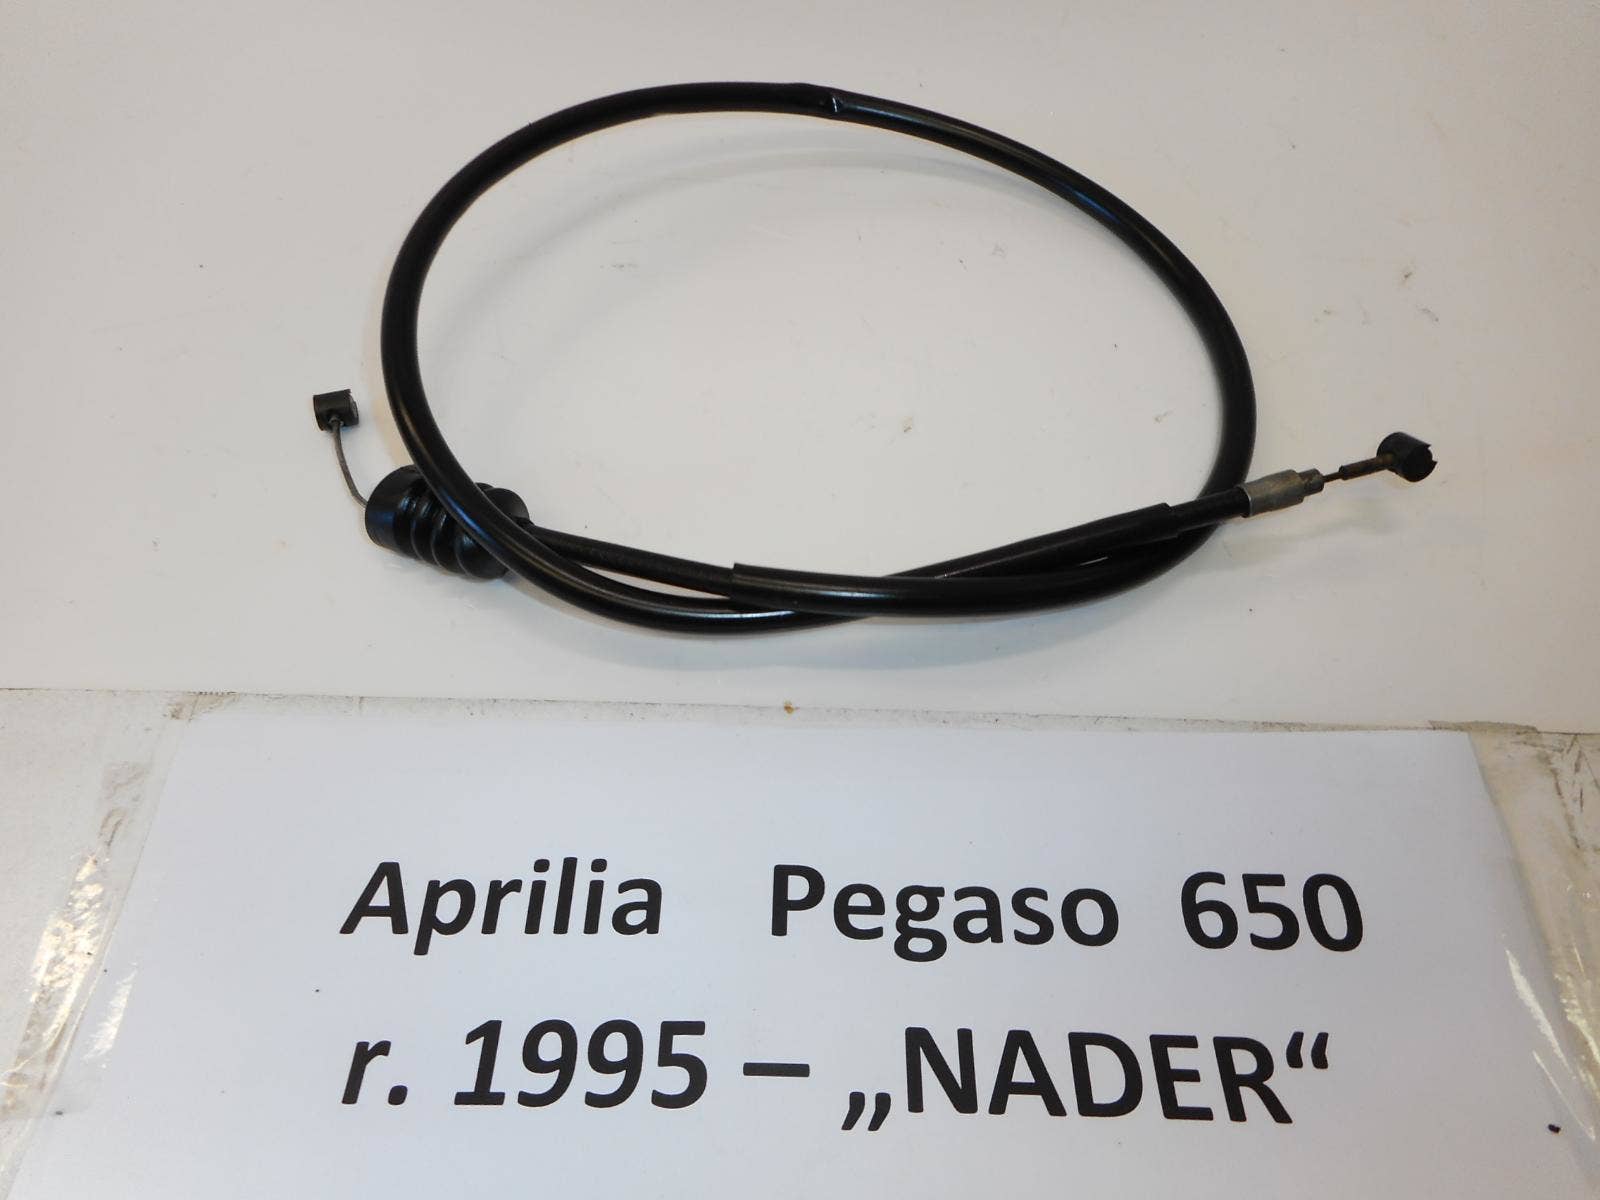 Aprilia Pegaso 650
r. 1995 – „NADER“